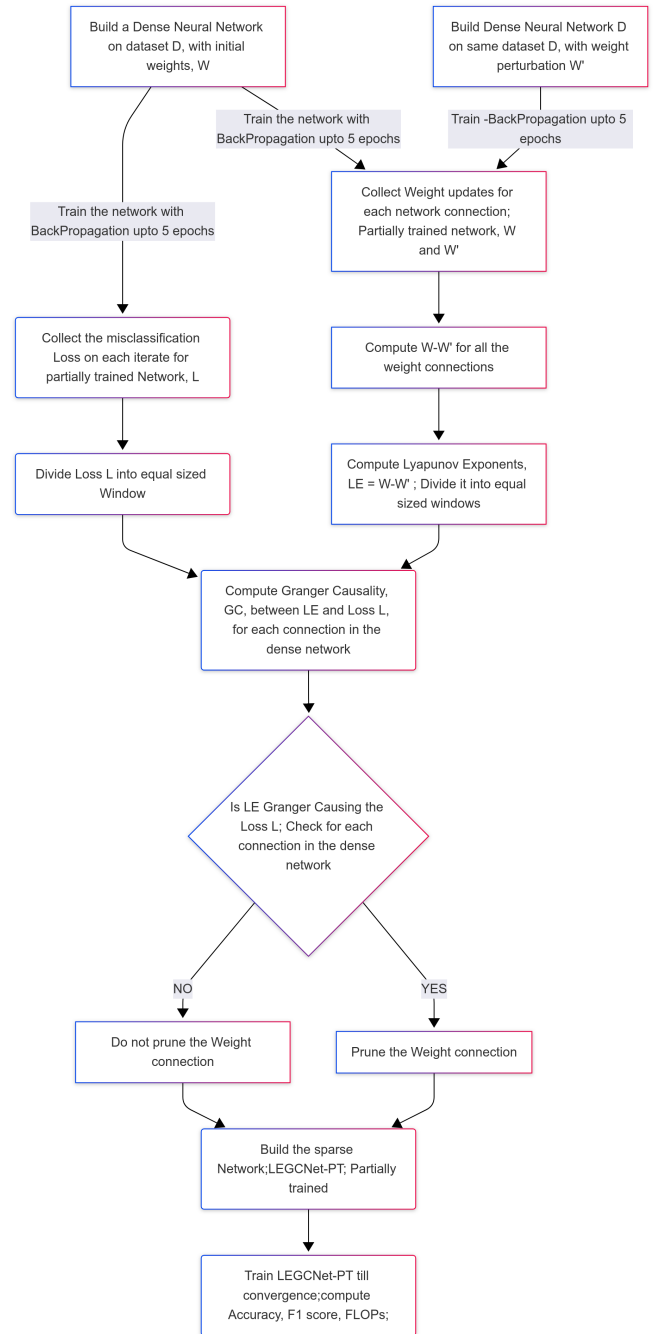 Build a Dense Neural Network
on dataset D, with initial
weights, W
Build Dense Neural Network D
on same dataset D, with weight
perturbation W'
Train the network with
BackPropagation upto 5 epochs
Train -BackPropagation upto 5
epochs
Train the network with
BackPropagation upto 5 epochs
Collect Weight updates for
each network connection;
Partially trained network, W
and W'
Collect the misclassification
Loss on each iterate for
partially trained Network, L
Compute W-W' for all the
weight connections
Divide Loss L into equal sized
Window
Compute Lyapunov Exponents,
LE = W-W' ; Divide it into equal
sized windows
Compute Granger Causality,
GC, between LE and Loss L,
for each connection in the
dense network
Is LE Granger Causing the
Loss L; Check for each
connection in the dense
network
NO
YES
Do not prune the Weight
connection
Prune the Weight connection
Build the sparse
Network;LEGCNet-PT; Partially
trained
Train LEGCNet-PT till
convergence;compute
Accuracy, F1 score, FLOPs;